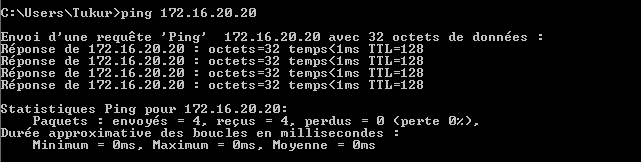 C:\Users\Tukur>ping 172.16.20.20
Envoi d'une requête 'Ping'  172.16.20.20 avec 32 octets de données :
Réponse de 172.16.20.20 : octets=32 temps<1ms TTL=128
Réponse de 172.16.20.20 : octets=32 temps<1ms TTL=128
Réponse de 172.16.20.20 : octets=32 temps<1ms TTL=128
Réponse de 172.16.20.20 : octets=32 temps<1ms TTL=128
Statistiques Ping pour 172.16.20.20:
    Paquets : envoyés = 4, reçus = 4, perdus = 0 (perte 0%),
Durée approximative des boucles en millisecondes :
    Minimum = 0ms, Maximum = 0ms, Moyenne = 0ms